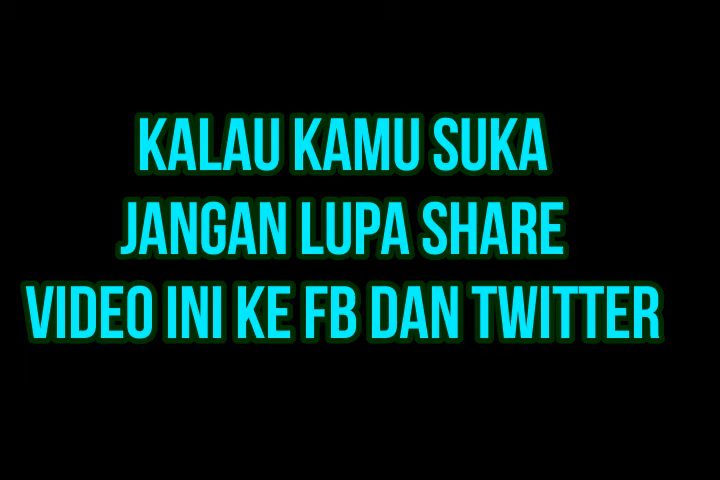 KALAU KAMU SUKA
JANGAN LUPA SHARE
VIDEO INI KE FB DAN TWITTER